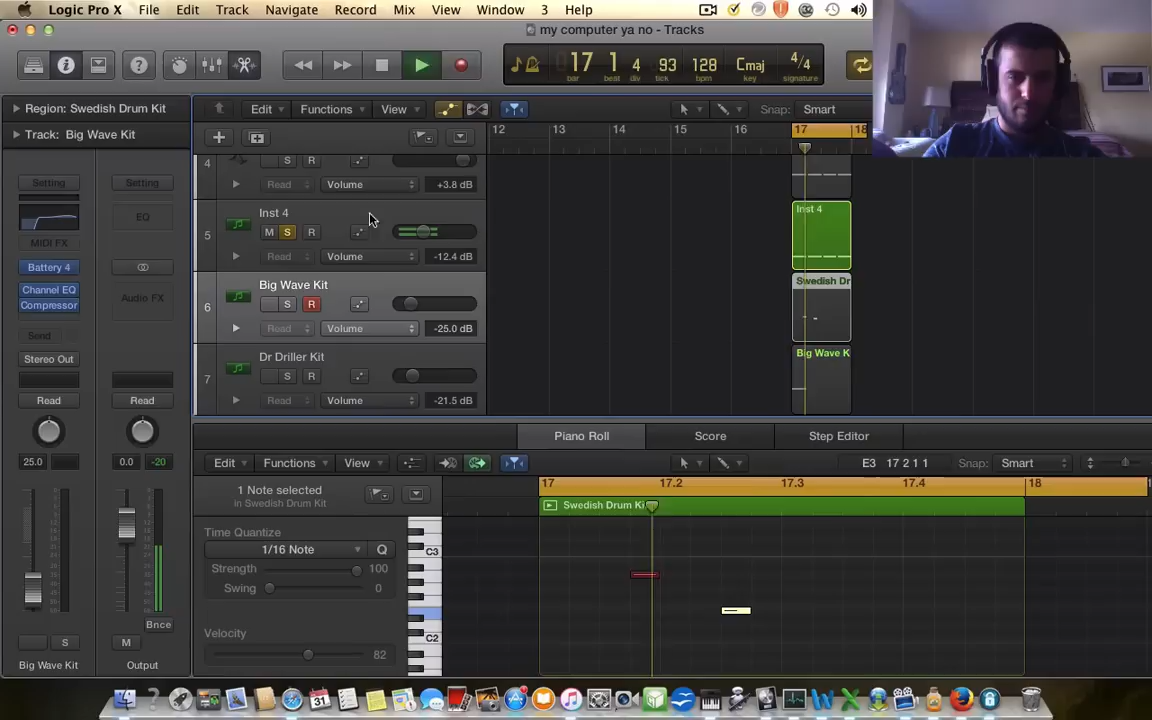 Logic Pro X File Edit Track Navigate Record Mix View Window 3 Help
my computer ya no - Tracks
17 1 4 93 128 Cmaj 4/4
bar beat div tick bpm key signature
Region: Swedish Drum Kit
Track: Big Wave Kit
Edit Functions View Snap: Smart
12 13 14 15 16 17 18
4 S R
Read Volume +3.8 dB
Inst 4
5 M S R
Read Volume -12.4 dB
Big Wave Kit
6 S R
Read Volume -25.0 dB
Dr Driller Kit
7 S R
Read Volume -21.5 dB
Inst 4
Swedish Dr
Big Wave K
Setting Setting
EQ
MIDI FX
Battery 4
Channel EQ
Compressor
Audio FX
Send
Stereo Out
Read Read
25.0 0.0 -20
Bnce
S M
Big Wave Kit Output
Piano Roll Score Step Editor
Edit Functions View E3 17 2 1 1 Snap: Smart
1 Note selected
in Swedish Drum Kit
17 17.2 17.3 17.4 18
Swedish Drum Ki
Time Quantize
1/16 Note Q
Strength 100
Swing 0
Velocity
82
C3
C2